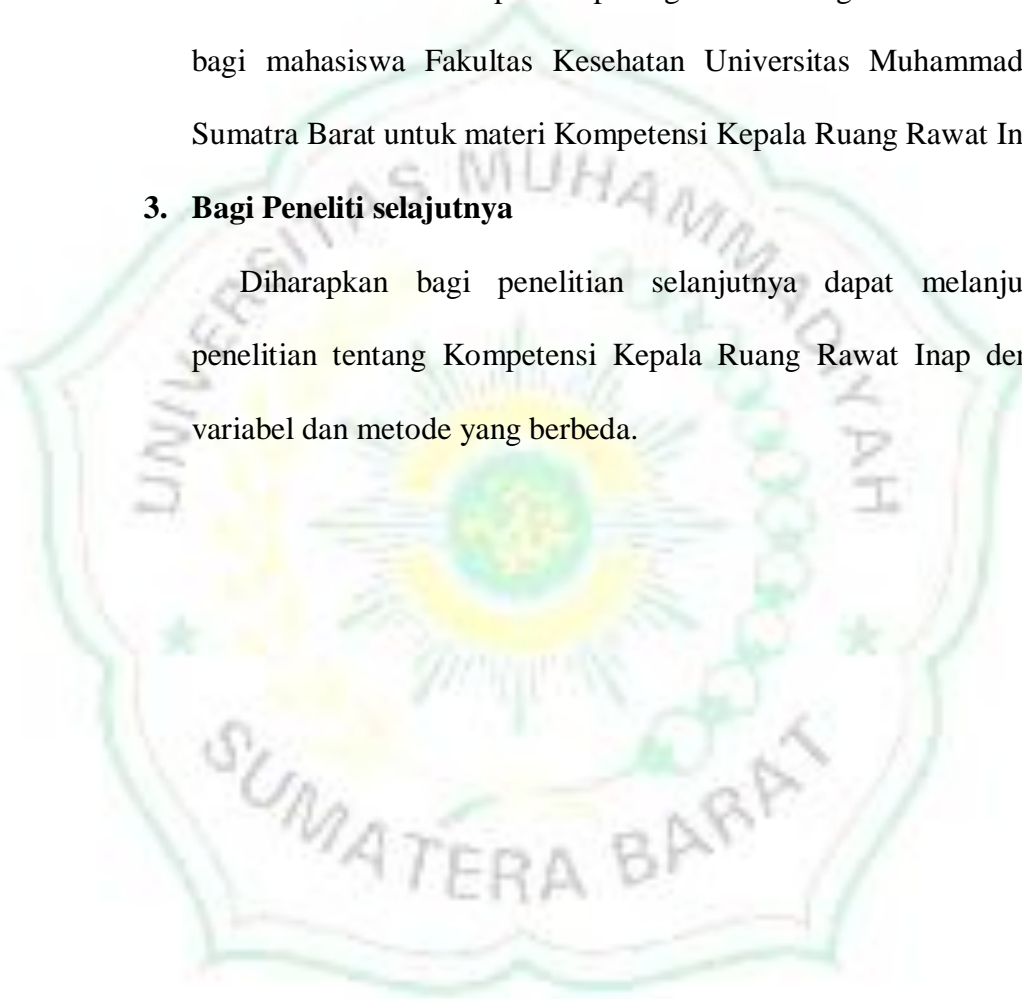 bagi mahasiswa Fakultas Kesehatan Universitas Muhammad
Sumatra Barat untuk materi Kompetensi Kepala Ruang Rawat In
3. Bagi Peneliti selajutnya
Diharapkan bagi penelitian selanjutnya dapat melanju
penelitian tentang Kompetensi Kepala Ruang Rawat Inap de
variabel dan metode yang berbeda.
UNIVERSITAS MUHAMMADIYAH
SUMATERA BARAT